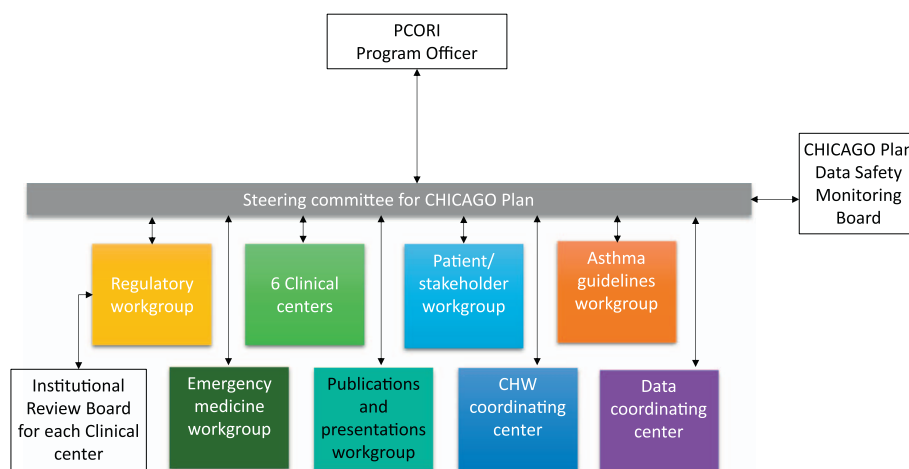 PCORI
Program Officer
CHICAGO Plan
Data Safety
Monitoring
Board
Steering committee for CHICAGO Plan
Regulatory
workgroup
6 Clinical
centers
Patient/
stakeholder
workgroup
Asthma
guidelines
workgroup
Institutional
Review Board
for each Clinical
center
Emergency
medicine
workgroup
Publications
and
presentations
workgroup
CHW
coordinating
center
Data
coordinating
center